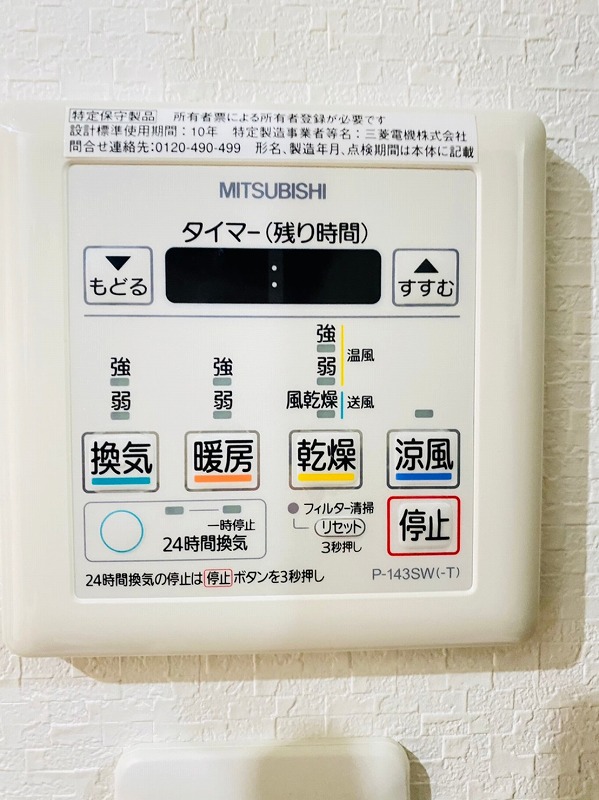 特定保守製品 所有者票による所有者登録が必要です
設計標準使用期間：10年 特定製造事業者等名：三菱電機株式会社
問合せ連絡先:0120-490-499 形名、製造年月、点検期間は本体に記載
MITSUBISHI
タイマー(残り時間)
▼
もどる
:
▲
すすむ
強
弱
強
弱
強
弱
温風
風乾燥
送風
換気
暖房
乾燥
涼風
一時停止
24時間換気
フィルター清掃
リセット
3秒押し
停止
24時間換気の停止は停止ボタンを3秒押し
P-143SW(-T)